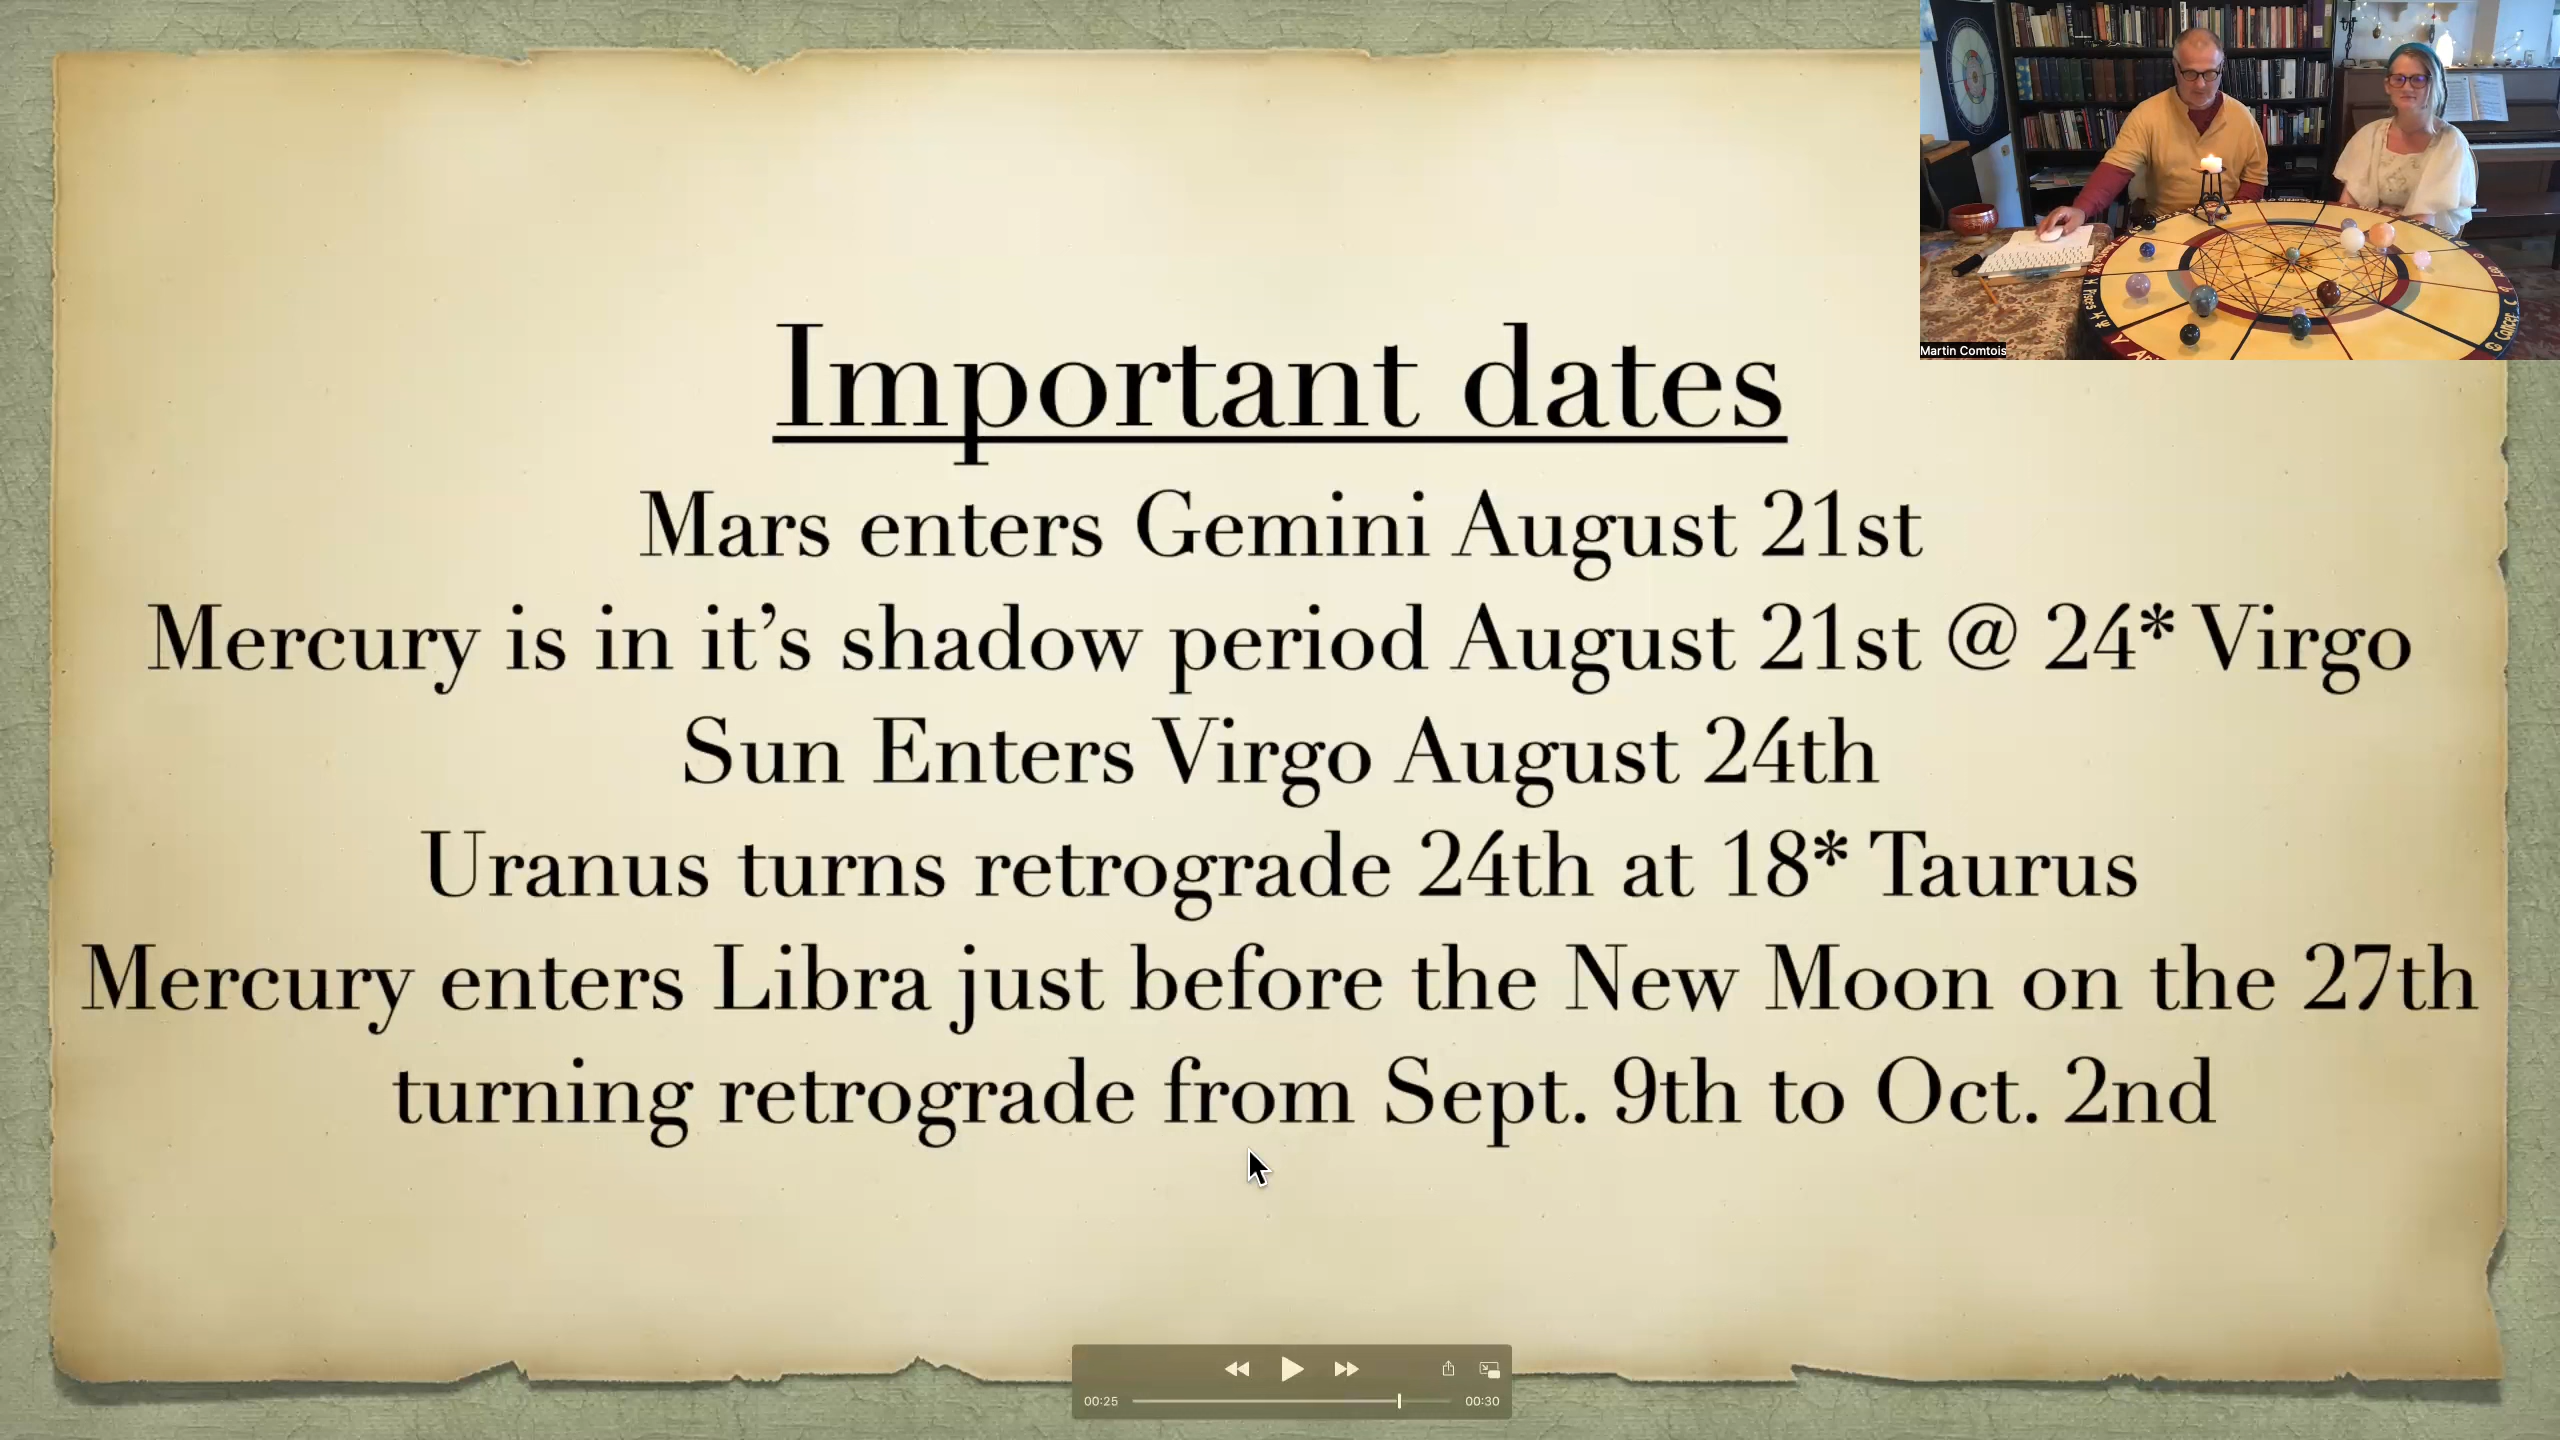 Important dates
Mars enters Gemini August 21st
Mercury is in it’s shadow period August 21st @ 24* Virgo
Sun Enters Virgo August 24th
Uranus turns retrograde 24th at 18* Taurus
Mercury enters Libra just before the New Moon on the 27th
turning retrograde from Sept. 9th to Oct. 2nd
Martin Comtois
Pisces
Cancer
00:25
00:30